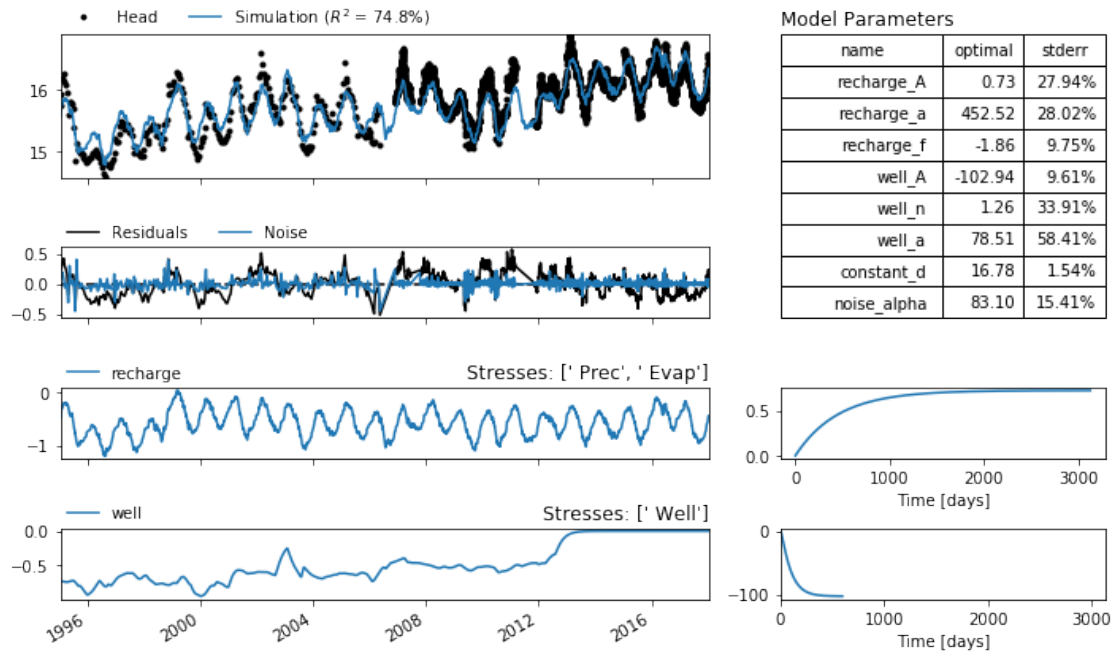 Head Simulation (R² = 74.8%)
16
15
Residuals Noise
0.5
0.0
−0.5
recharge Stresses: [' Prec', ' Evap']
0
−1
well Stresses: [' Well']
0.0
−0.5
1996 2000 2004 2008 2012 2016
Model Parameters
name optimal stderr
recharge_A 0.73 27.94%
recharge_a 452.52 28.02%
recharge_f -1.86 9.75%
well_A -102.94 9.61%
well_n 1.26 33.91%
well_a 78.51 58.41%
constant_d 16.78 1.54%
noise_alpha 83.10 15.41%
0.5
0.0
0 1000 2000 3000
Time [days]
0
−100
0 1000 2000 3000
Time [days]